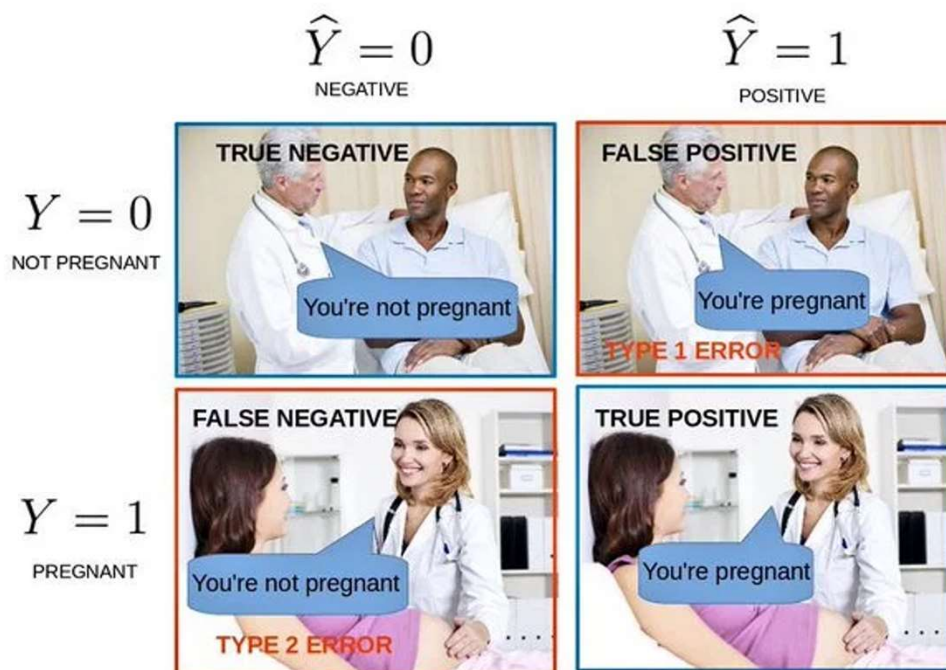 Ŷ = 0
NEGATIVE
Ŷ = 1
POSITIVE
Y = 0
NOT PREGNANT
TRUE NEGATIVE
You're not pregnant
FALSE POSITIVE
You're pregnant
TYPE 1 ERROR
Y = 1
PREGNANT
FALSE NEGATIVE
You're not pregnant
TYPE 2 ERROR
TRUE POSITIVE
You're pregnant